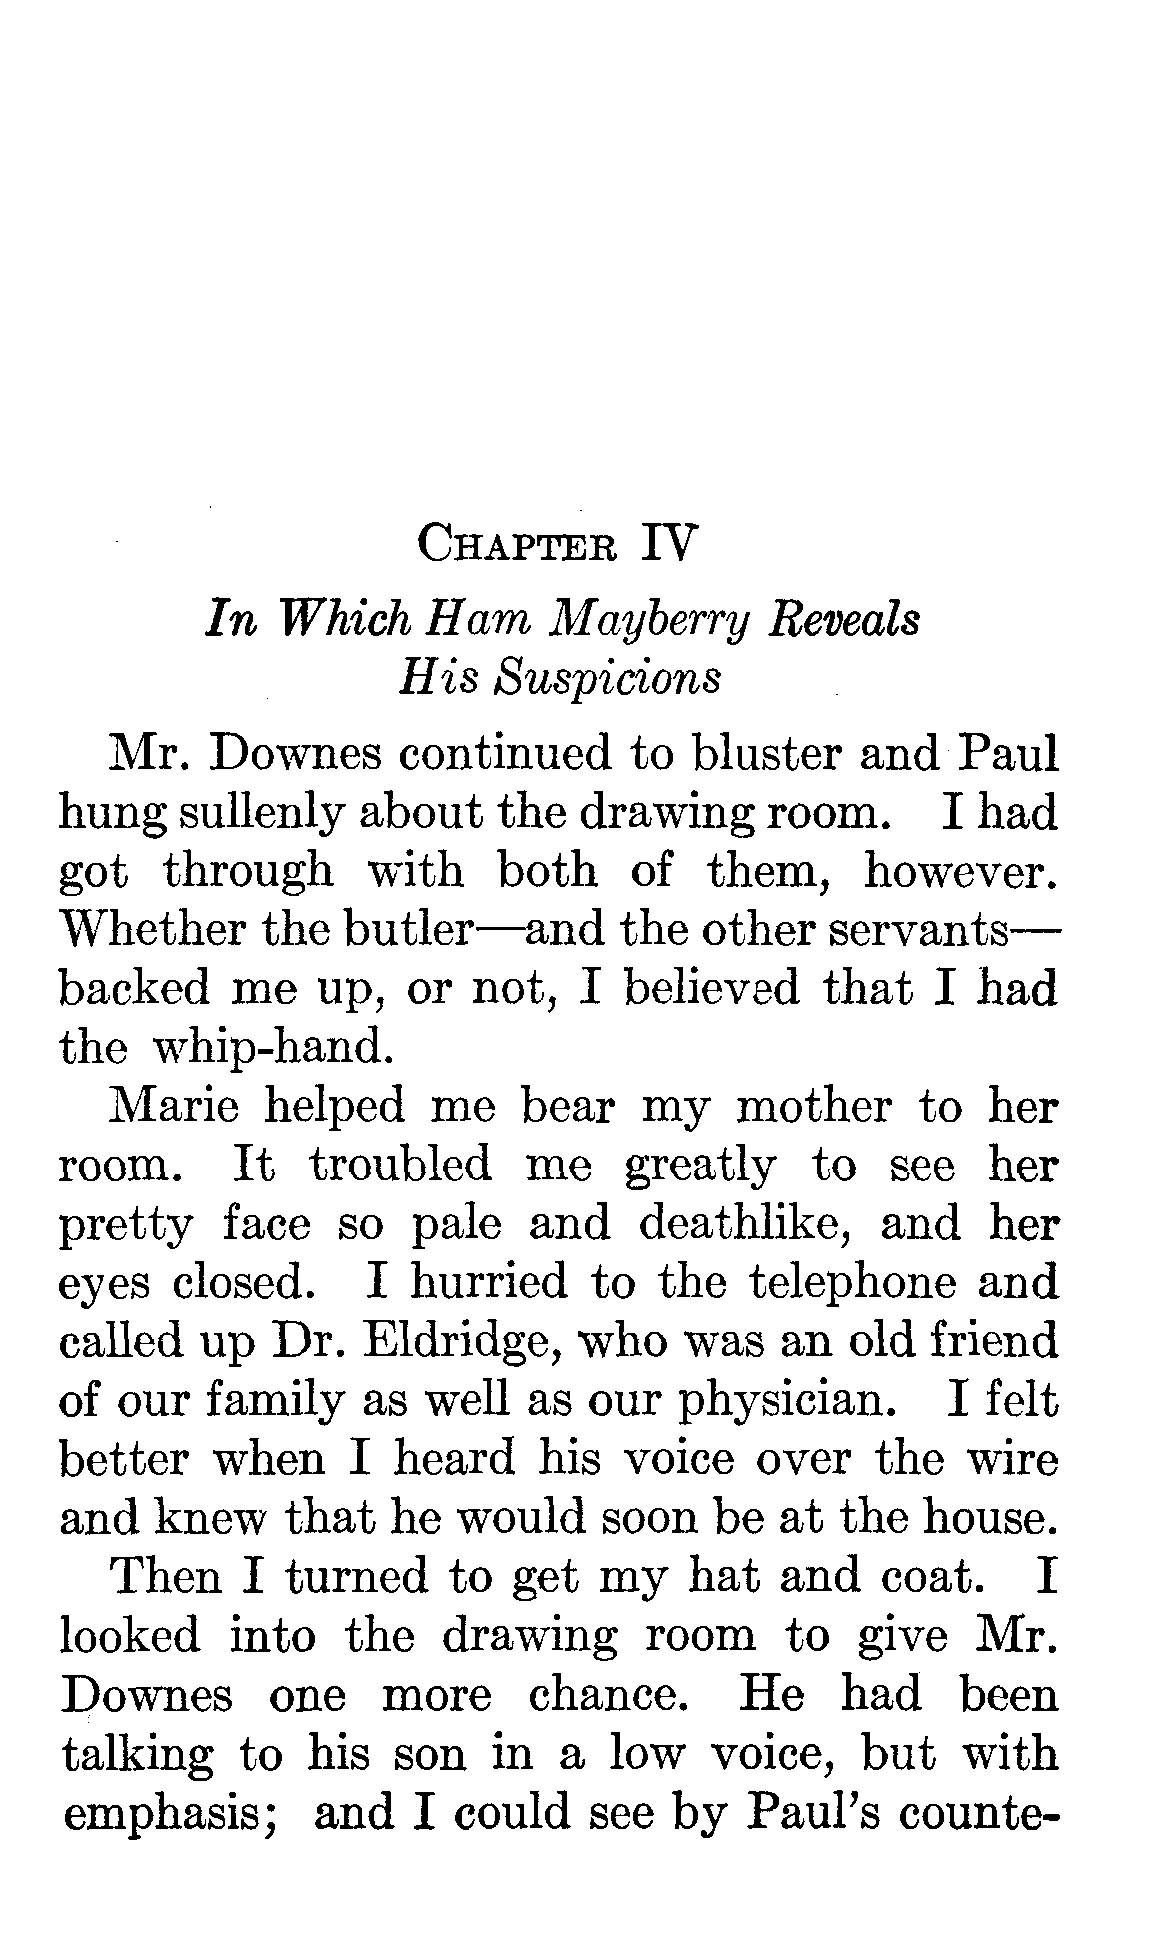 Chapter IV
In Which Ham Mayberry Reveals
His Suspicions
Mr. Downes continued to bluster and Paul
hung sullenly about the drawing room. I had
got through with both of them, however.
Whether the butler—and the other servants—
backed me up, or not, I believed that I had
the whip-hand.
Marie helped me bear my mother to her
room. It troubled me greatly to see her
pretty face so pale and deathlike, and her
eyes closed. I hurried to the telephone and
called up Dr. Eldridge, who was an old friend
of our family as well as our physician. I felt
better when I heard his voice over the wire
and knew that he would soon be at the house.
Then I turned to get my hat and coat. I
looked into the drawing room to give Mr.
Downes one more chance. He had been
talking to his son in a low voice, but with
emphasis; and I could see by Paul's counte-